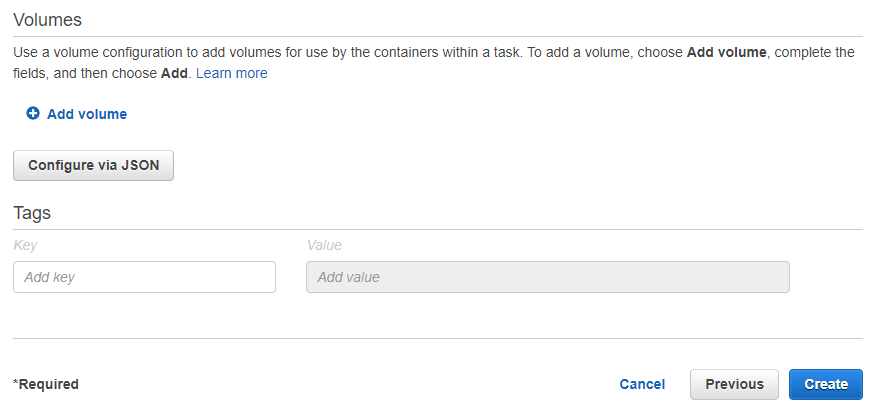 Volumes
Use a volume configuration to add volumes for use by the containers within a task. To add a volume, choose Add volume, complete the
fields, and then choose Add. Learn more
Add volume
Configure via JSON
Tags
Key Value
Add key Add value
*Required Cancel Previous Create